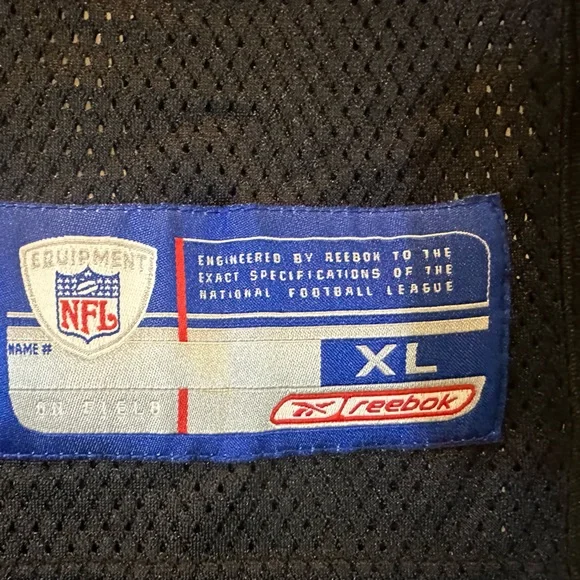 EQUIPMENT
NFL
ENGINEERED BY REEBOK TO THE
EXACT SPECIFICATIONS OF THE
NATIONAL FOOTBALL LEAGUE
NAME #
XL
ON FIELD
Reebok